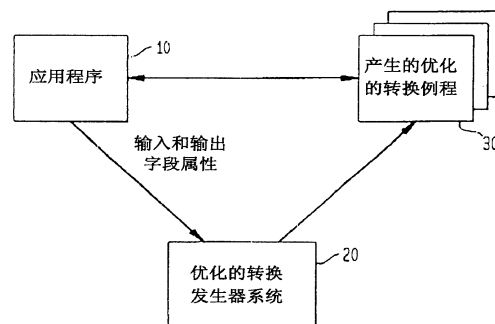 10
应用程序
产生的优化
的转换例程
30
输入和输出
字段属性
20
优化的转换
发生器系统